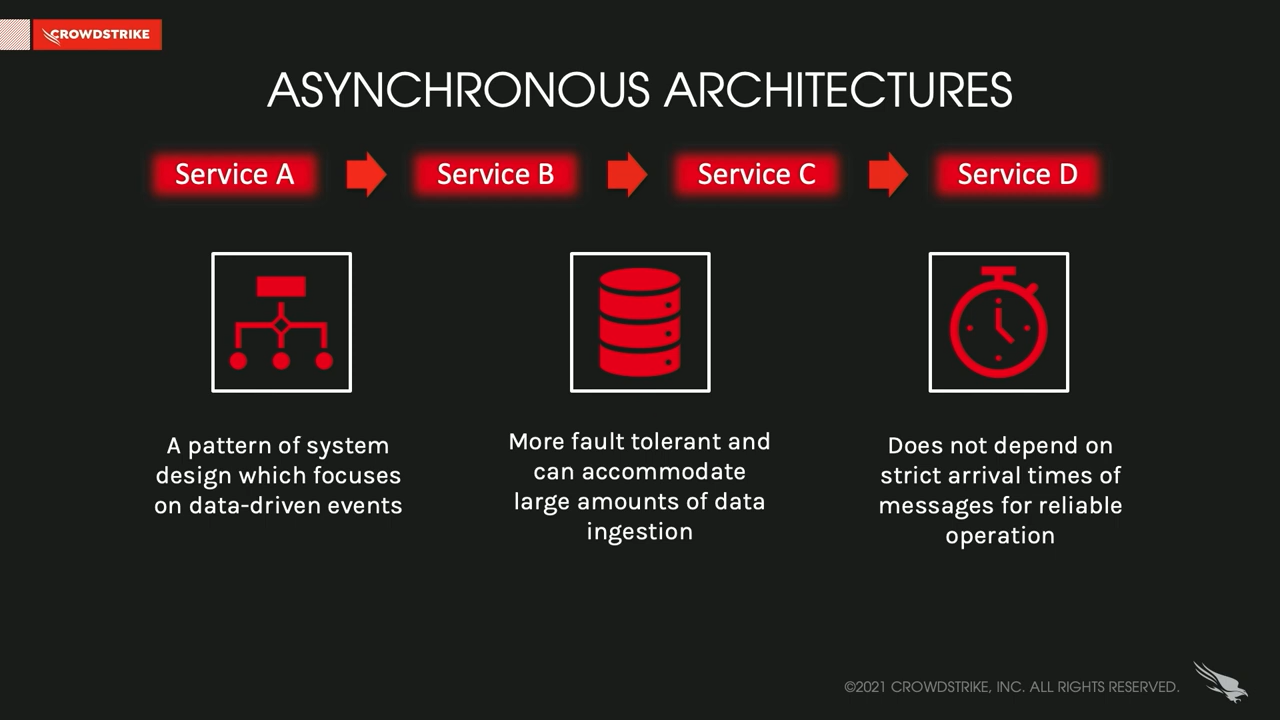 CROWDSTRIKE
ASYNCHRONOUS ARCHITECTURES
Service A
Service B
Service C
Service D
A pattern of system
design which focuses
on data-driven events
More fault tolerant and
can accommodate
large amounts of data
ingestion
Does not depend on
strict arrival times of
messages for reliable
operation
©2021 CROWDSTRIKE, INC. ALL RIGHTS RESERVED.